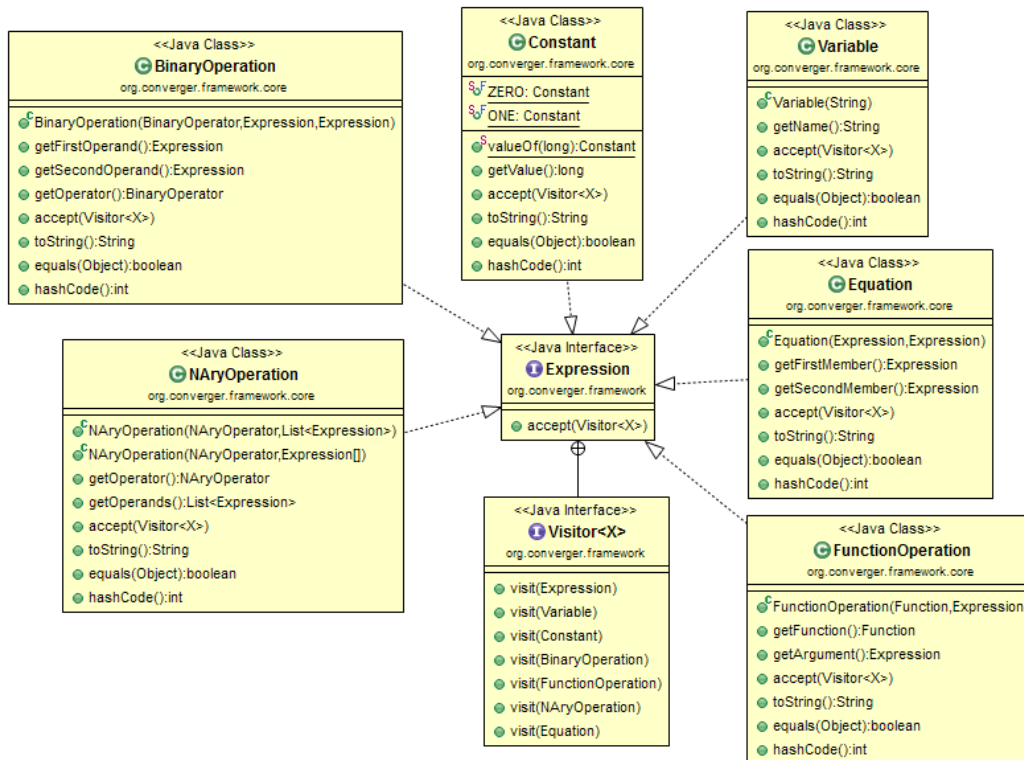 <<Java Class>>
BinaryOperation
org.converger.framework.core
BinaryOperation(BinaryOperator,Expression,Expression)
getFirstOperand():Expression
getSecondOperand():Expression
getOperator():BinaryOperator
accept(Visitor<X>)
toString():String
equals(Object):boolean
hashCode():int
<<Java Class>>
Constant
org.converger.framework.core
ZERO: Constant
ONE: Constant
valueOf(long):Constant
getValue():long
accept(Visitor<X>)
toString():String
equals(Object):boolean
hashCode():int
<<Java Class>>
Variable
org.converger.framework.core
Variable(String)
getName():String
accept(Visitor<X>)
toString():String
equals(Object):boolean
hashCode():int
<<Java Class>>
Equation
org.converger.framework.core
Equation(Expression,Expression)
getFirstMember():Expression
getSecondMember():Expression
accept(Visitor<X>)
toString():String
equals(Object):boolean
hashCode():int
<<Java Class>>
NAryOperation
org.converger.framework.core
NAryOperation(NAryOperator,List<Expression>)
NAryOperation(NAryOperator,Expression[])
getOperator():NAryOperator
getOperands():List<Expression>
accept(Visitor<X>)
toString():String
equals(Object):boolean
hashCode():int
<<Java Interface>>
Expression
org.converger.framework
accept(Visitor<X>)
<<Java Interface>>
Visitor<X>
org.converger.framework
visit(Expression)
visit(Variable)
visit(Constant)
visit(BinaryOperation)
visit(FunctionOperation)
visit(NAryOperation)
visit(Equation)
<<Java Class>>
FunctionOperation
org.converger.framework.core
FunctionOperation(Function,Expression
getFunction():Function
getArgument():Expression
accept(Visitor<X>)
toString():String
equals(Object):boolean
hashCode():int